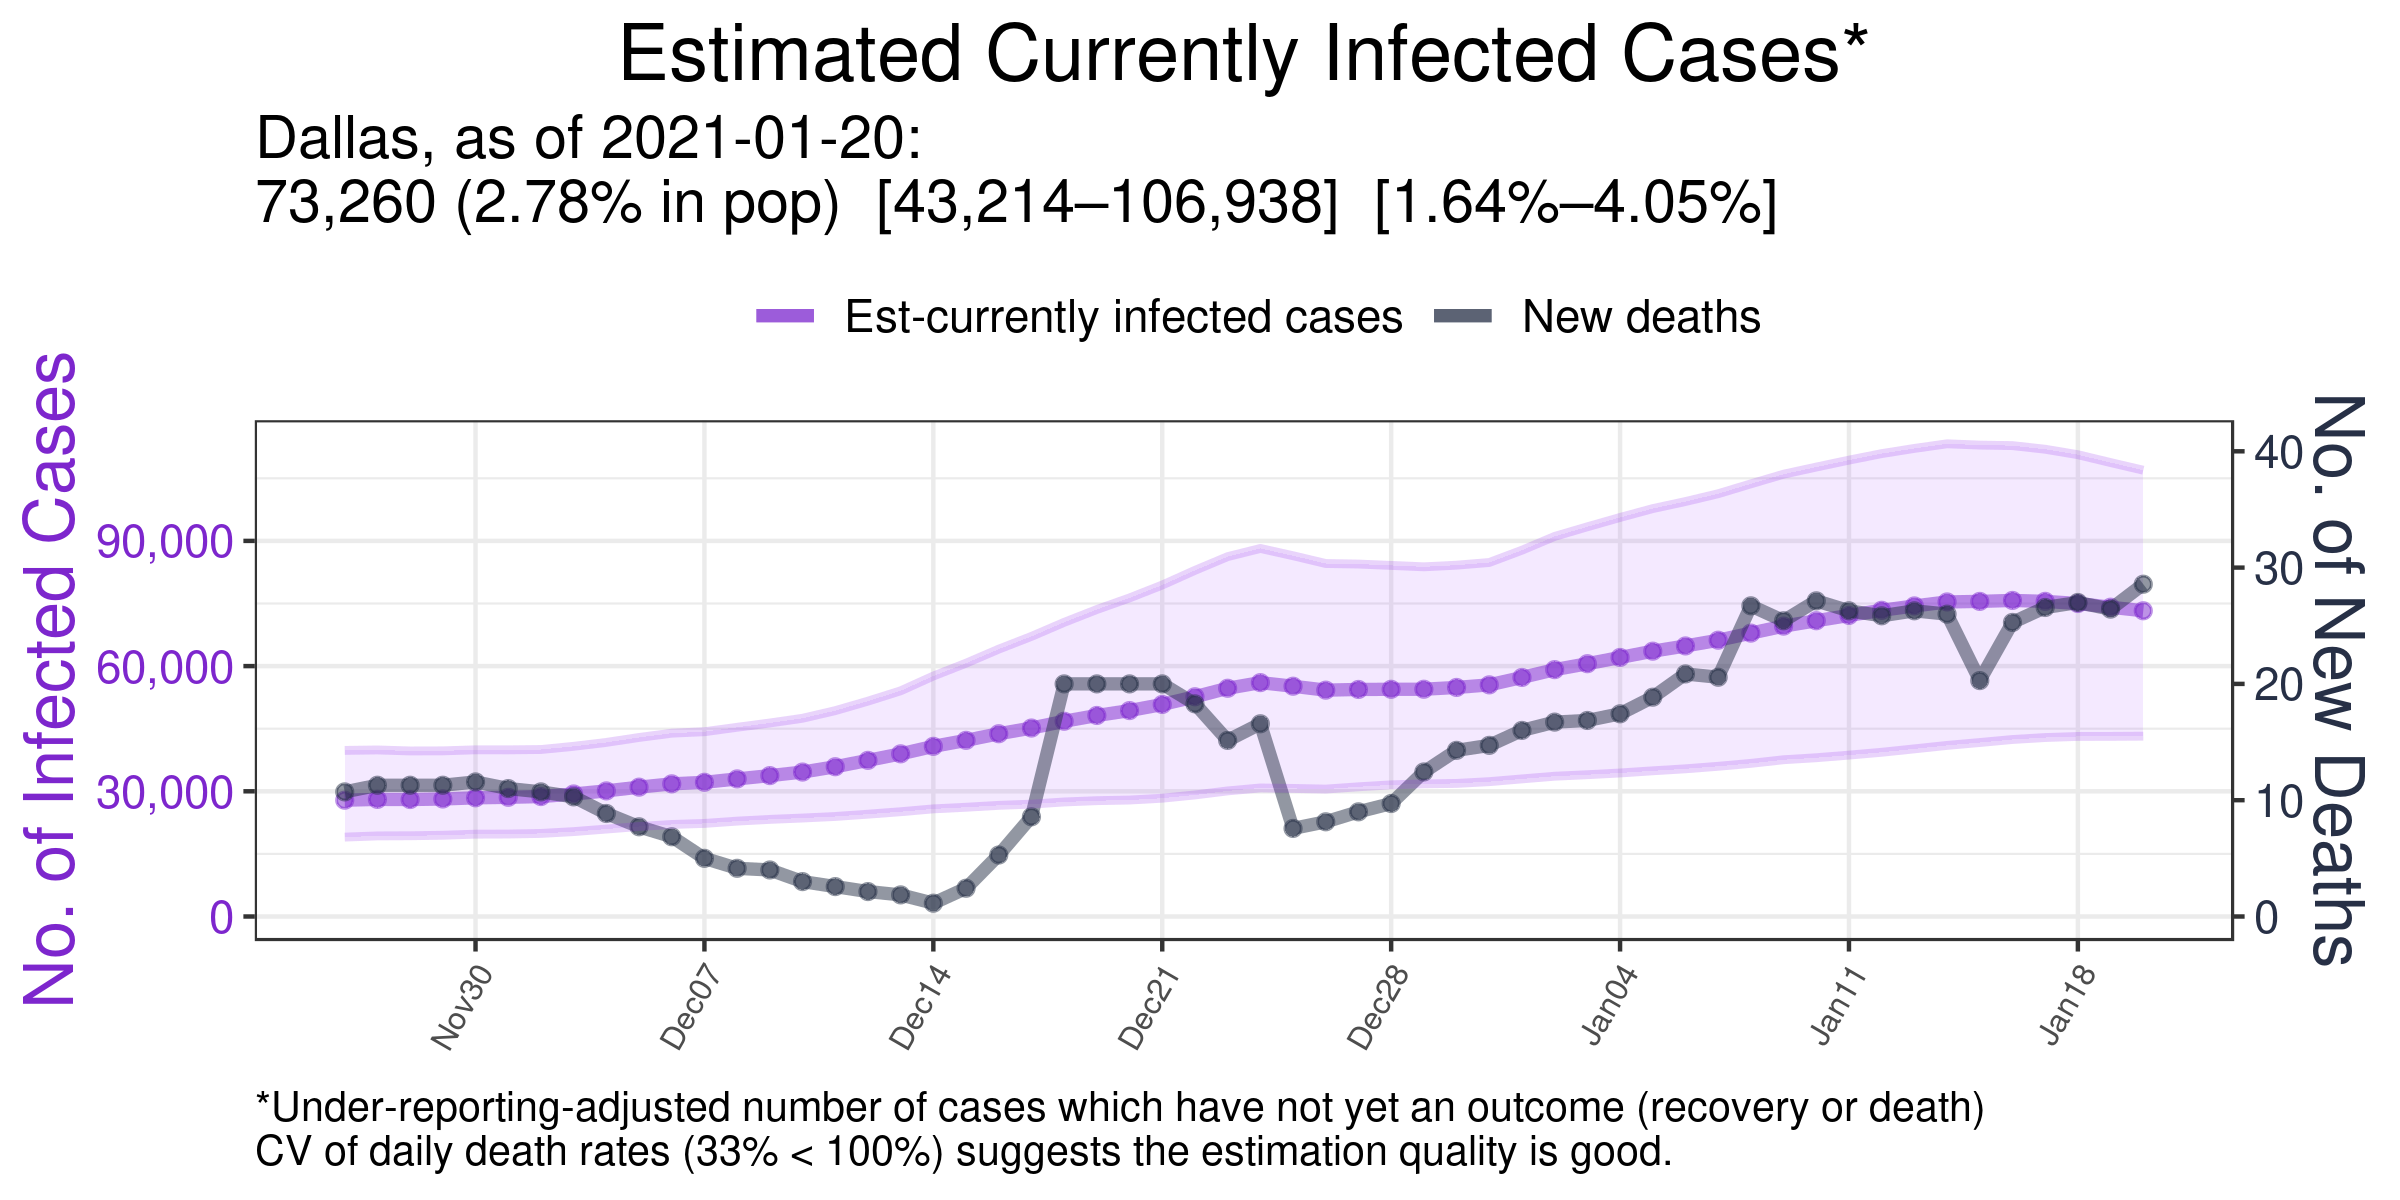 Estimated Currently Infected Cases*
Dallas, as of 2021-01-20:
73,260 (2.78% in pop)  [43,214–106,938]  [1.64%–4.05%]
Est-currently infected cases
New deaths
No. of Infected Cases
90,000
60,000
30,000
0
40
30
20
10
0
No. of New Deaths
Nov30
Dec07
Dec14
Dec21
Dec28
Jan04
Jan11
Jan18
*Under-reporting-adjusted number of cases which have not yet an outcome (recovery or death)
CV of daily death rates (33% < 100%) suggests the estimation quality is good.